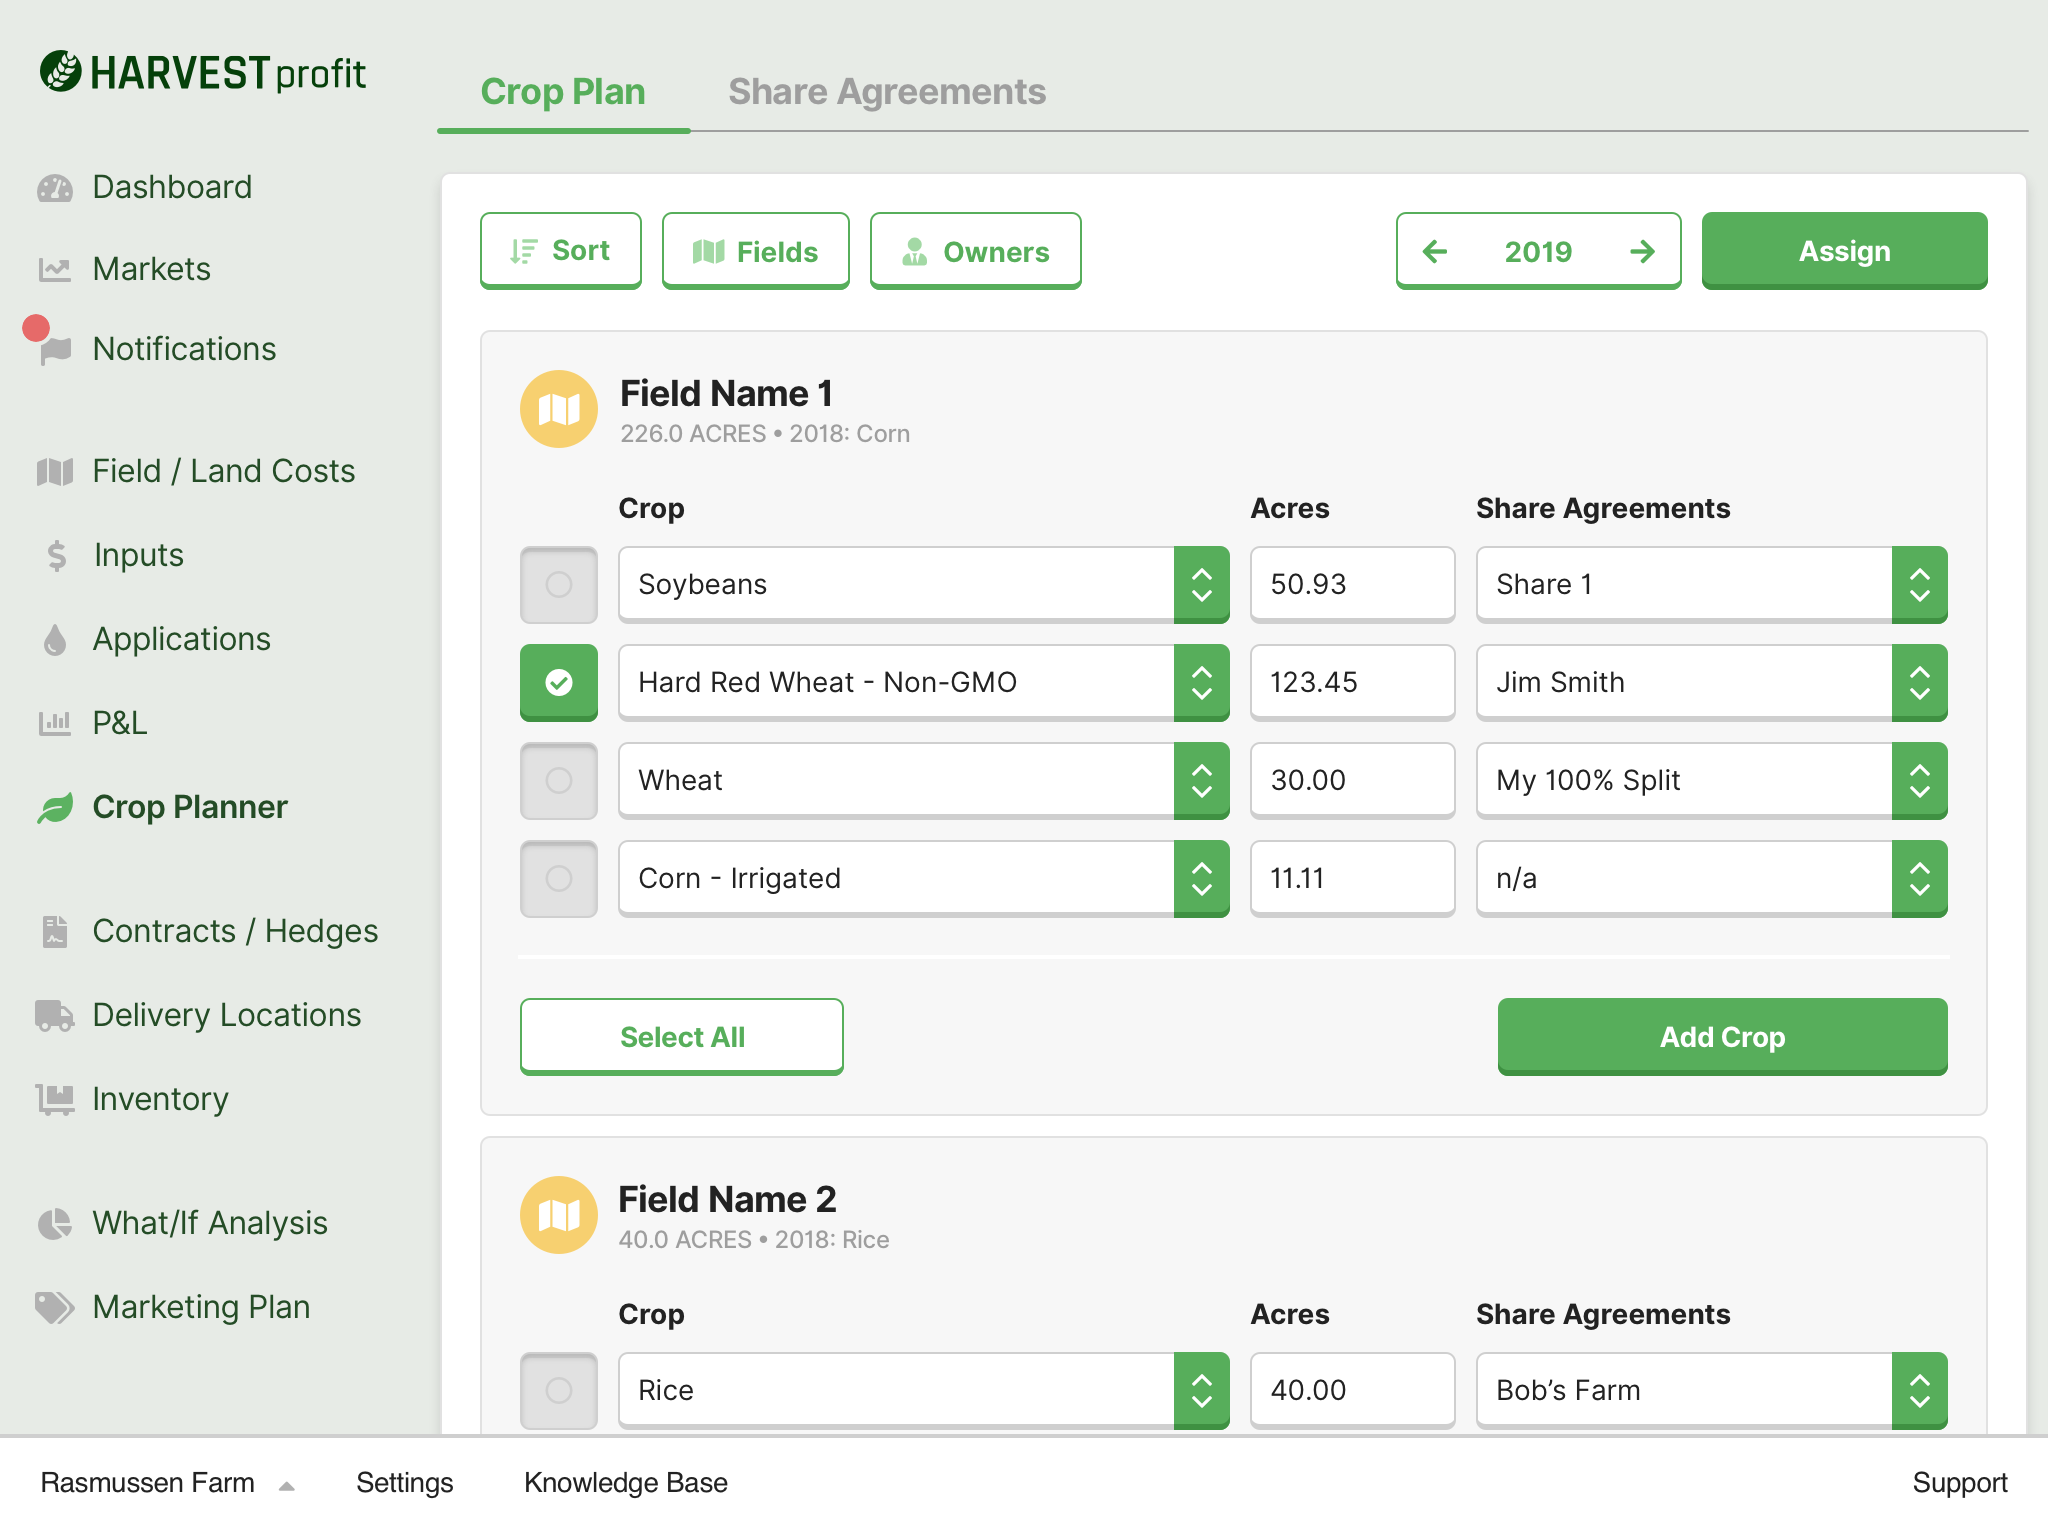 HARVEST profit
Crop Plan
Share Agreements
Dashboard
Markets
Notifications
Field / Land Costs
Inputs
Applications
P&L
Crop Planner
Contracts / Hedges
Delivery Locations
Inventory
What/If Analysis
Marketing Plan
Sort
Fields
Owners
2019
Assign
Field Name 1
226.0 ACRES • 2018: Corn
Crop Acres Share Agreements
Soybeans 50.93 Share 1
Hard Red Wheat - Non-GMO 123.45 Jim Smith
Wheat 30.00 My 100% Split
Corn - Irrigated 11.11 n/a
Select All
Add Crop
Field Name 2
40.0 ACRES • 2018: Rice
Crop Acres Share Agreements
Rice 40.00 Bob’s Farm
Rasmussen Farm
Settings
Knowledge Base
Support